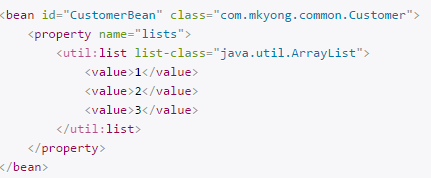 <bean id="CustomerBean" class="com.mkyong.common.Customer">
    <property name="lists">
        <util:list list-class="java.util.ArrayList">
            <value>1</value>
            <value>2</value>
            <value>3</value>
        </util:list>
    </property>
</bean>